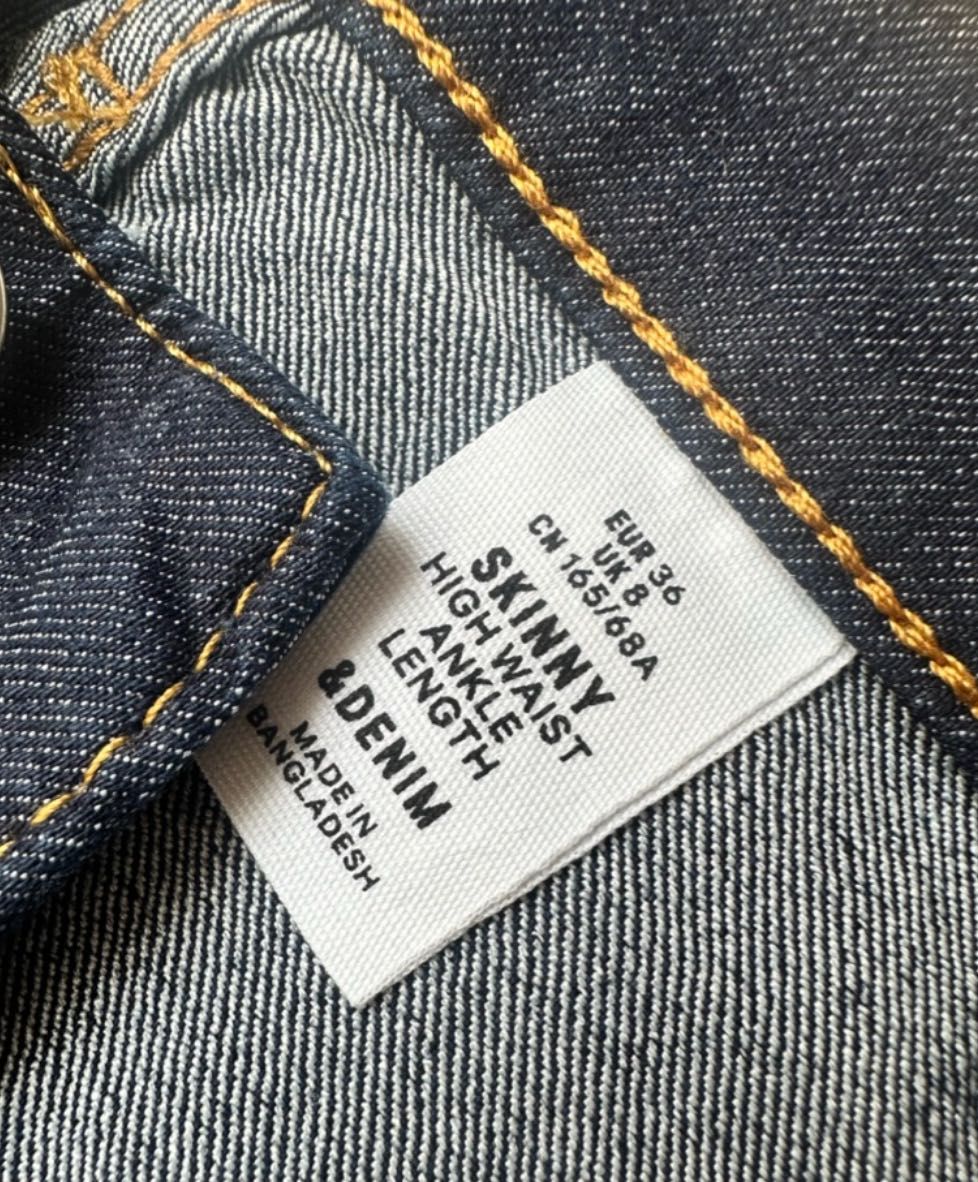 EUR 36
UK 8
CN 165/68A
SKINNY
HIGH WAIST
ANKLE
LENGTH
&DENIM
MADE IN
BANGLADESH